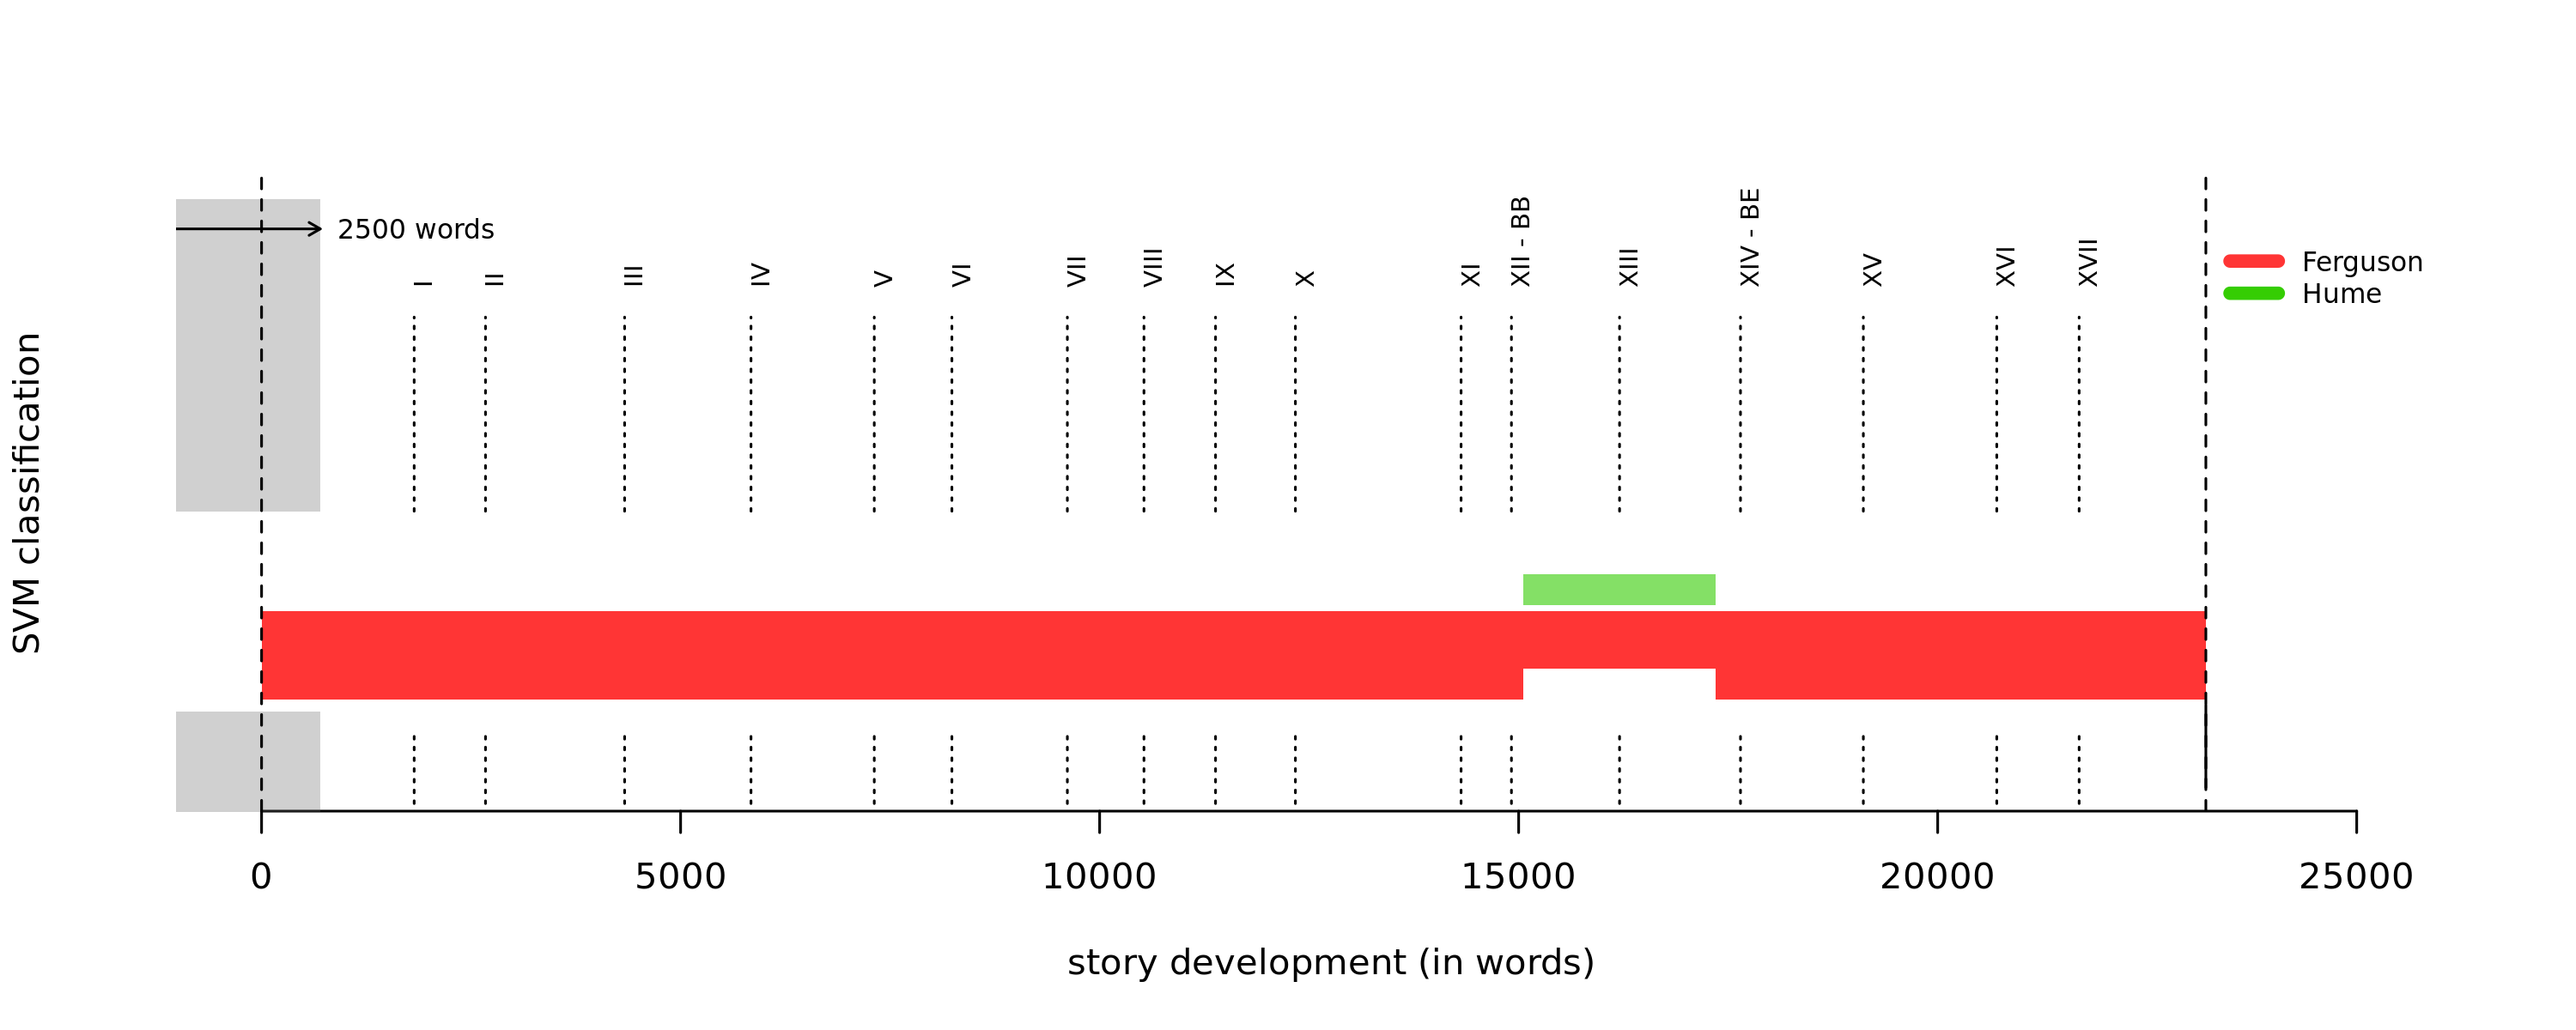 2500 words
I
II
III
IV
V
VI
VII
VIII
IX
X
XI
XII - BB
XIII
XIV - BE
XV
XVI
XVII
Ferguson
Hume
SVM classification
0
5000
10000
15000
20000
25000
story development (in words)